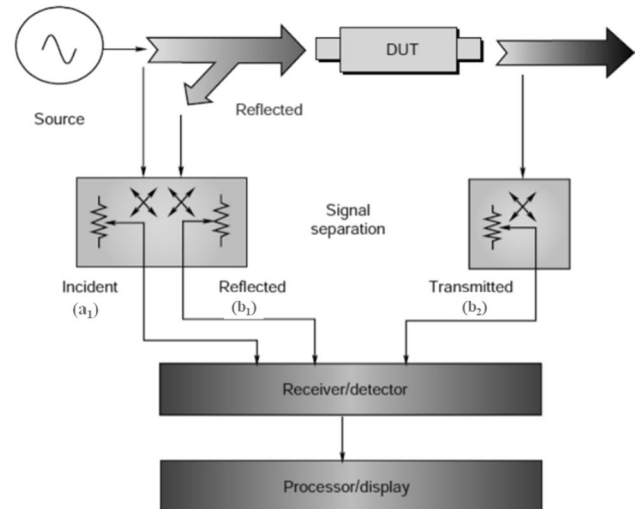 DUT
Source
Reflected
Signal
separation
Incident
(a₁)
Reflected
(b₁)
Transmitted
(b₂)
Receiver/detector
Processor/display